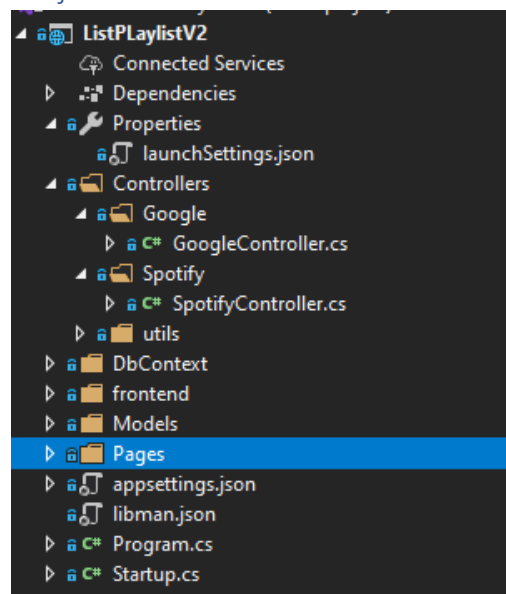 ListPLaylistV2
Connected Services
Dependencies
Properties
launchSettings.json
Controllers
Google
C# GoogleController.cs
Spotify
C# SpotifyController.cs
utils
DbContext
frontend
Models
Pages
appsettings.json
libman.json
C# Program.cs
C# Startup.cs